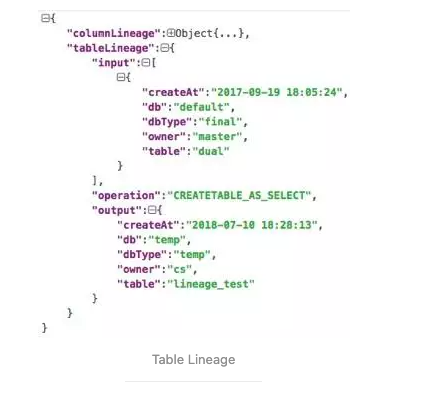 {
"columnLineage":Object{...},
"tableLineage":{
"input":[
{
"createAt":"2017-09-19 18:05:24",
"db":"default",
"dbType":"final",
"owner":"master",
"table":"dual"
}
],
"operation":"CREATETABLE_AS_SELECT",
"output":{
"createAt":"2018-07-10 18:28:13",
"db":"temp",
"dbType":"temp",
"owner":"cs",
"table":"lineage_test"
}
}
}
Table Lineage